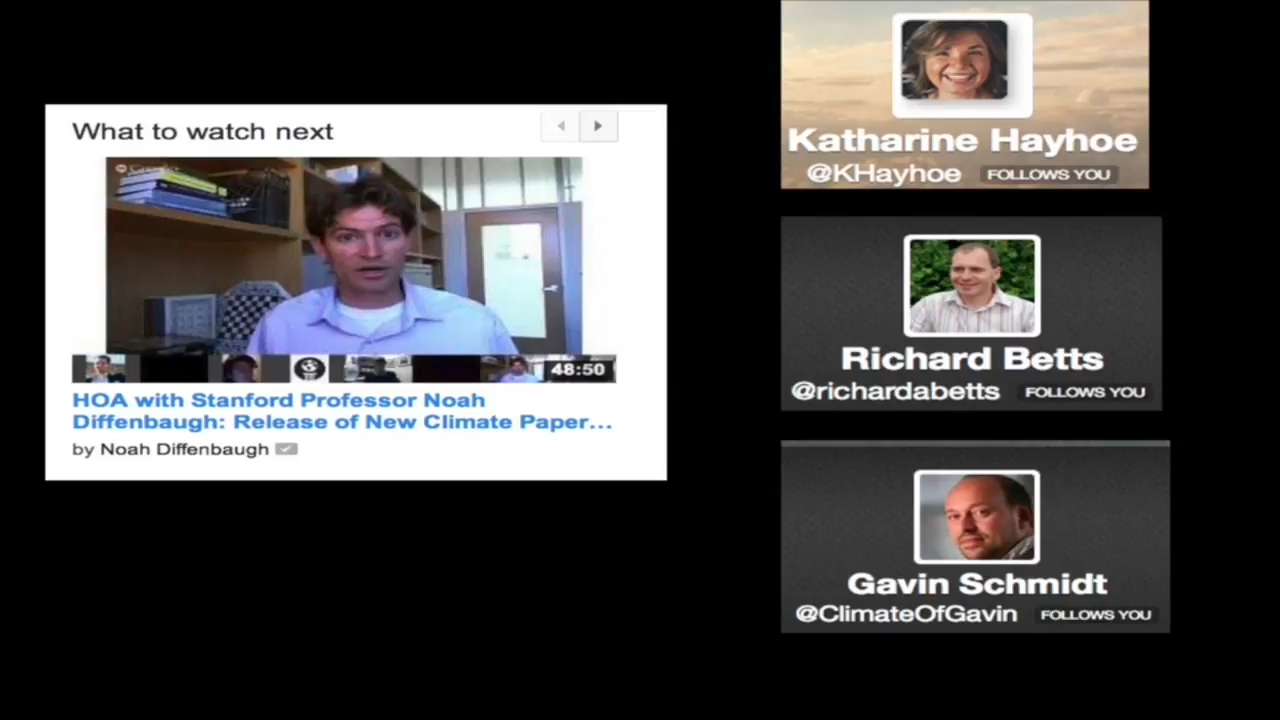 What to watch next
48:50
HOA with Stanford Professor Noah
Diffenbaugh: Release of New Climate Paper...
by Noah Diffenbaugh
Katharine Hayhoe
@KHayhoe FOLLOWS YOU
Richard Betts
@richardabetts FOLLOWS YOU
Gavin Schmidt
@ClimateOfGavin FOLLOWS YOU